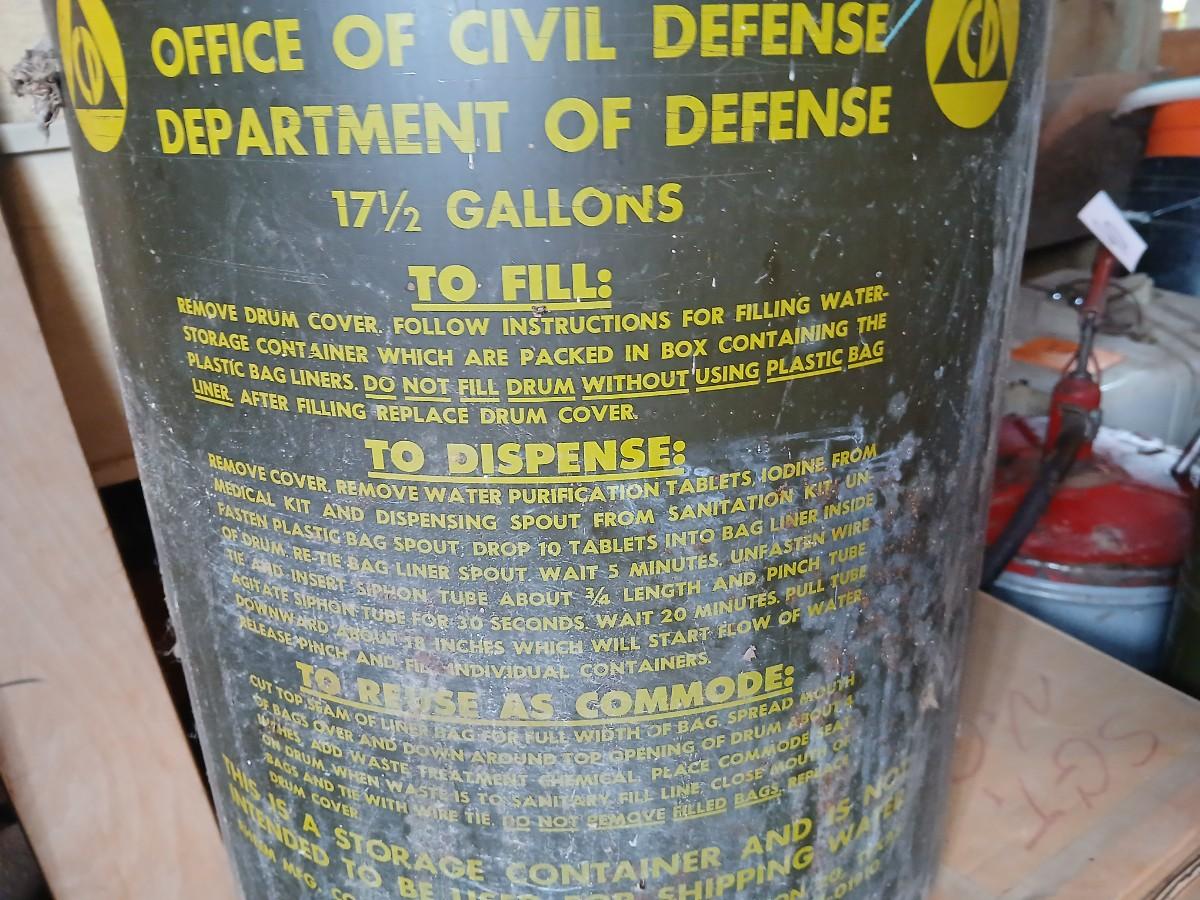 CD OFFICE OF CIVIL DEFENSE CD
DEPARTMENT OF DEFENSE
17½ GALLONS
TO FILL:
REMOVE DRUM COVER. FOLLOW INSTRUCTIONS FOR FILLING WATER-
STORAGE CONTAINER WHICH ARE PACKED IN BOX CONTAINING THE
PLASTIC BAG LINERS. DO NOT FILL DRUM WITHOUT USING PLASTIC BAG
LINER. AFTER FILLING REPLACE DRUM COVER.
TO DISPENSE:
REMOVE COVER. REMOVE WATER PURIFICATION TABLETS, IODINE, FROM
MEDICAL KIT AND DISPENSING SPOUT FROM SANITATION KIT. UN-
FASTEN PLASTIC BAG SPOUT, DROP 10 TABLETS INTO BAG LINER INSIDE
OF DRUM. RE-TIE BAG LINER SPOUT. WAIT 5 MINUTES, UNFASTEN WIRE
TIE AND INSERT SIPHON TUBE ABOUT ¾ LENGTH AND PINCH TUBE
AGITATE SIPHON TUBE FOR 30 SECONDS. WAIT 20 MINUTES. PULL TUBE
DOWNWARD ABOUT 18 INCHES WHICH WILL START FLOW OF WATER.
RELEASE PINCH AND FILL INDIVIDUAL CONTAINERS.
TO REUSE AS COMMODE:
CUT TOP SEAM OF LINER BAG FOR FULL WIDTH OF BAG. SPREAD MOUTH
OF BAGS OVER AND DOWN AROUND TOP OPENING OF DRUM ABOUT 4
INCHES. ADD WASTE TREATMENT CHEMICAL. PLACE COMMODE SEAT
ON DRUM. WHEN WASTE IS TO SANITARY FILL LINE, CLOSE MOUTH OF
BAGS AND TIE WITH WIRE TIE. DO NOT REMOVE FILLED BAGS. REPLACE
DRUM COVER.
THIS IS A STORAGE CONTAINER AND IS NOT
INTENDED TO BE USED FOR SHIPPING WATER
MFG. CO.